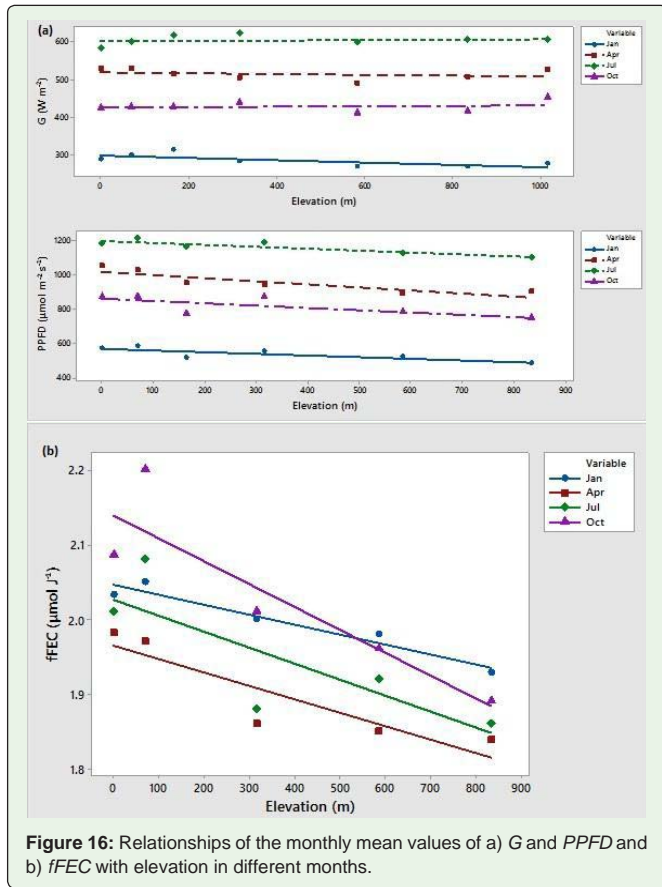 (a)
G (W m⁻²)
600
500
400
300
0 200 400 600 800 1000
Elevation (m)
Variable
Jan
Apr
Jul
Oct
PPFD (μmol m⁻² s⁻¹)
1200
1000
800
600
400
0 100 200 300 400 500 600 700 800 900
Elevation (m)
Variable
Jan
Apr
Jul
Oct
(b)
fFEC (μmol J⁻¹)
2.2
2.1
2.0
1.9
1.8
0 100 200 300 400 500 600 700 800 900
Elevation (m)
Variable
Jan
Apr
Jul
Oct
Figure 16: Relationships of the monthly mean values of a) G and PPFD and
b) fFEC with elevation in different months.